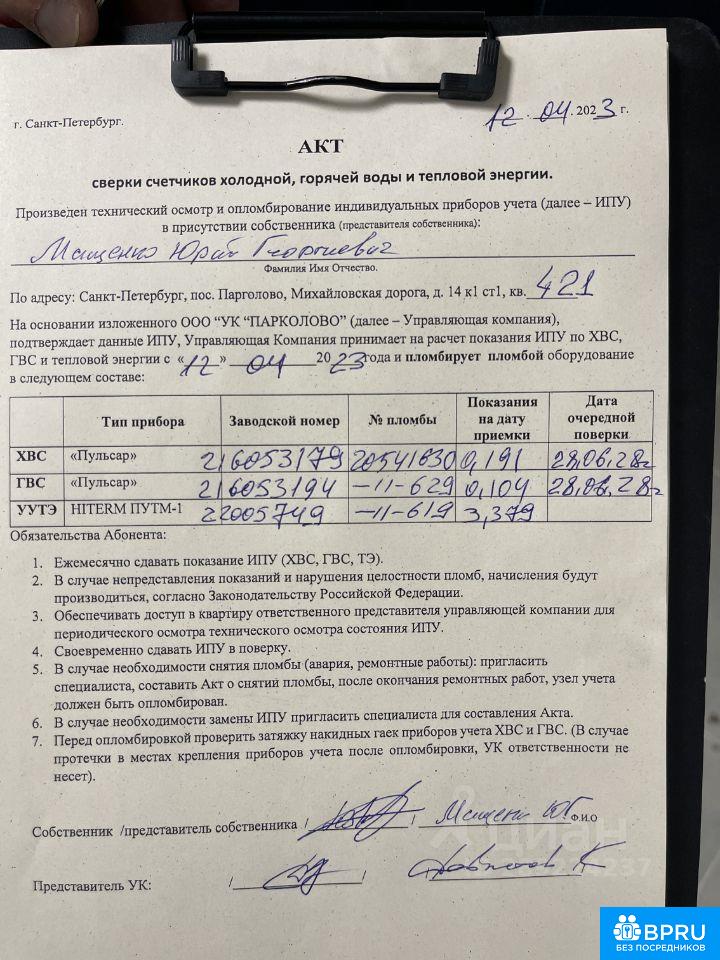 г. Санкт-Петербург. 12. 04. 2023 г.
АКТ
сверки счетчиков холодной, горячей воды и тепловой энергии.
Произведен технический осмотр и опломбирование индивидуальных приборов учета (далее – ИПУ)
в присутствии собственника (представителя собственника):
Мащенко Юрий Георгиевич
Фамилия Имя Отчество.
По адресу: Санкт-Петербург, пос. Парголово, Михайловская дорога, д. 14 к1 ст1, кв. 421
На основании изложенного ООО “УК “ПАРКОЛОВО” (далее – Управляющая компания),
подтверждает данные ИПУ, Управляющая Компания принимает на расчет показания ИПУ по ХВС,
ГВС и тепловой энергии с «12» 04 2023 года и пломбирует пломбой оборудование
в следующем составе:
Тип прибора Заводской номер № пломбы Показания на дату приемки Дата очередной поверки
ХВС «Пульсар» 216053179 20541630 0,191 28,06,28г
ГВС «Пульсар» 216053194 –11–629 0,104 28,06,28г
УУТЭ HITERM ПУТМ-1 22005749 –11–619 3,379
Обязательства Абонента:
1. Ежемесячно сдавать показание ИПУ (ХВС, ГВС, ТЭ).
2. В случае непредставления показаний и нарушения целостности пломб, начисления будут
производиться, согласно Законодательству Российской Федерации.
3. Обеспечивать доступ в квартиру ответственного представителя управляющей компании для
периодического осмотра технического осмотра состояния ИПУ.
4. Своевременно сдавать ИПУ в поверку.
5. В случае необходимости снятия пломбы (авария, ремонтные работы): пригласить
специалиста, составить Акт о снятий пломбы, после окончания ремонтных работ, узел учета
должен быть опломбирован.
6. В случае необходимости замены ИПУ пригласить специалиста для составления Акта.
7. Перед опломбировкой проверить затяжку накидных гаек приборов учета ХВС и ГВС. (В случае
протечки в местах крепления приборов учета после опломбировки, УК ответственности не
несет).
Собственник /представитель собственника / / Мащенко ЮГ Ф.И.О
циан
Представитель УК: / /
BPRU
БЕЗ ПОСРЕДНИКОВ